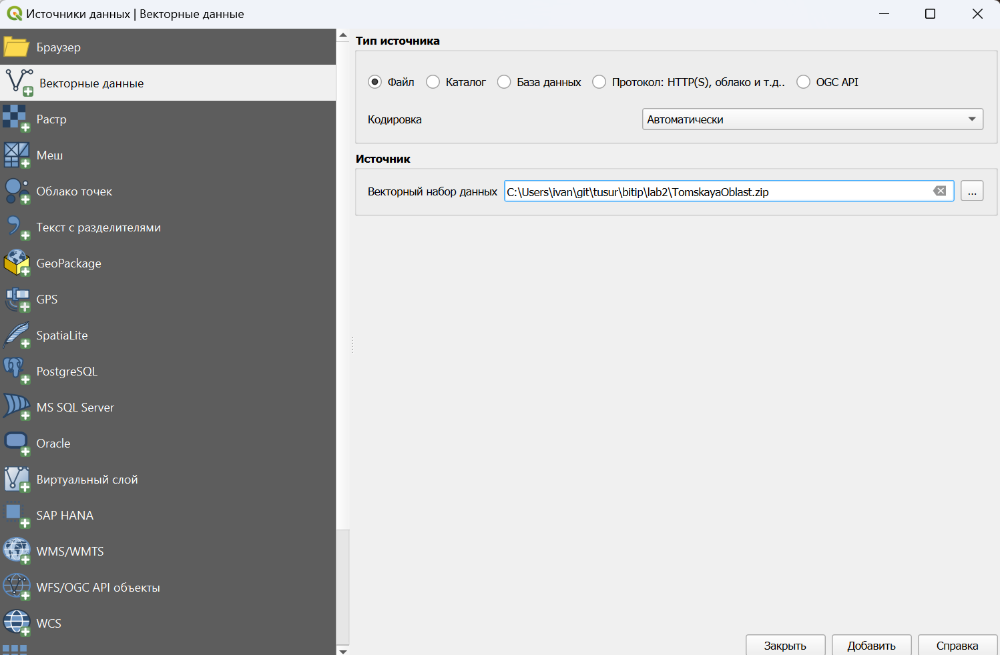 Источники данных | Векторные данные
Браузер
Векторные данные
Растр
Меш
Облако точек
Текст с разделителями
GeoPackage
GPS
SpatiaLite
PostgreSQL
MS SQL Server
Oracle
Виртуальный слой
SAP HANA
WMS/WMTS
WFS/OGC API объекты
WCS
Тип источника
Файл Каталог База данных Протокол: HTTP(S), облако и т.д.. OGC API
Кодировка Автоматически
Источник
Векторный набор данных C:\Users\ivan\git\tusur\bitip\lab2\TomskayaOblast.zip ...
Закрыть Добавить Справка